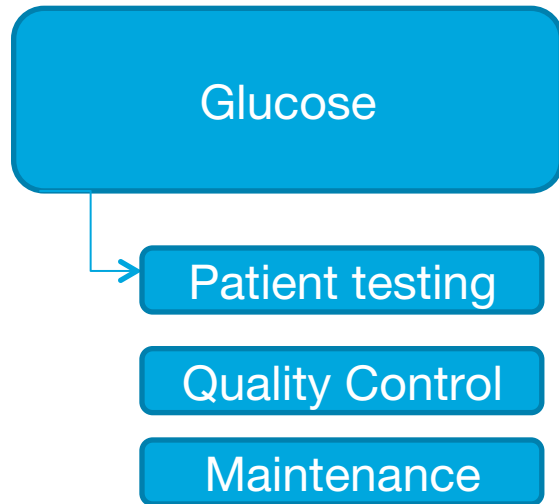 Glucose
Patient testing
Quality Control
Maintenance